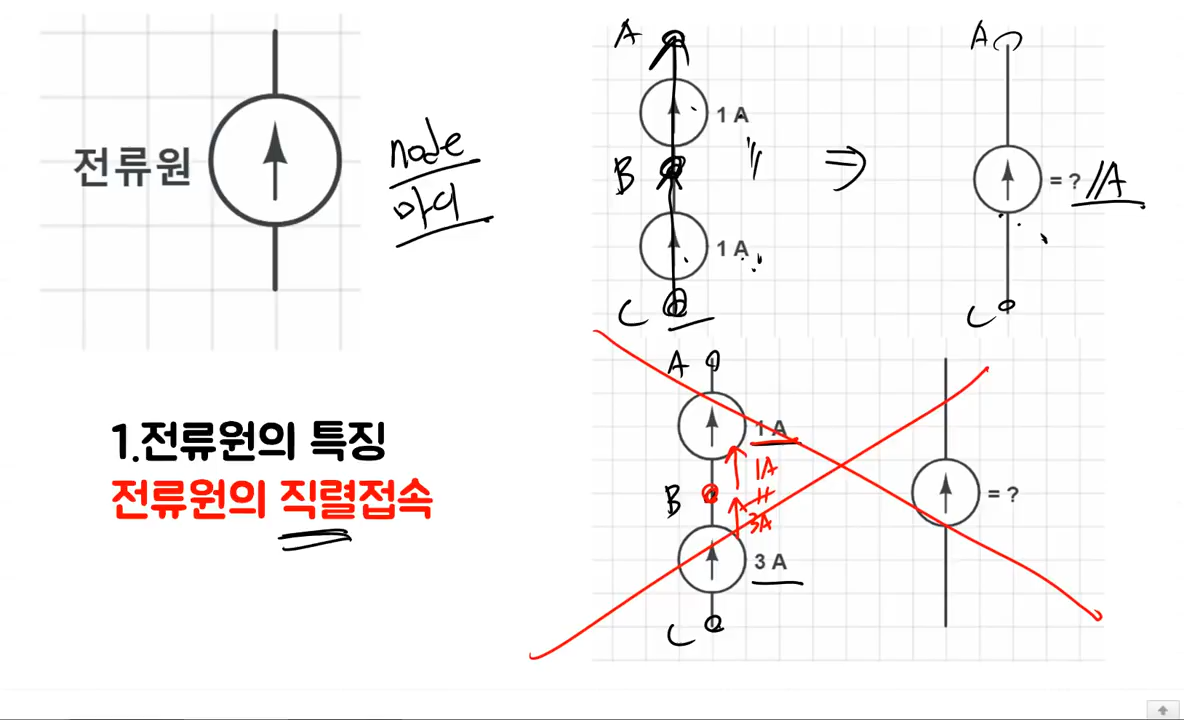 전류원
node
마디
1.전류원의 특징
전류원의 직렬접속
A
1 A
B
1 A
C
⇒
A
= ? 1A
C
A
1 A
1A
B
≠
3A
3 A
C
= ?